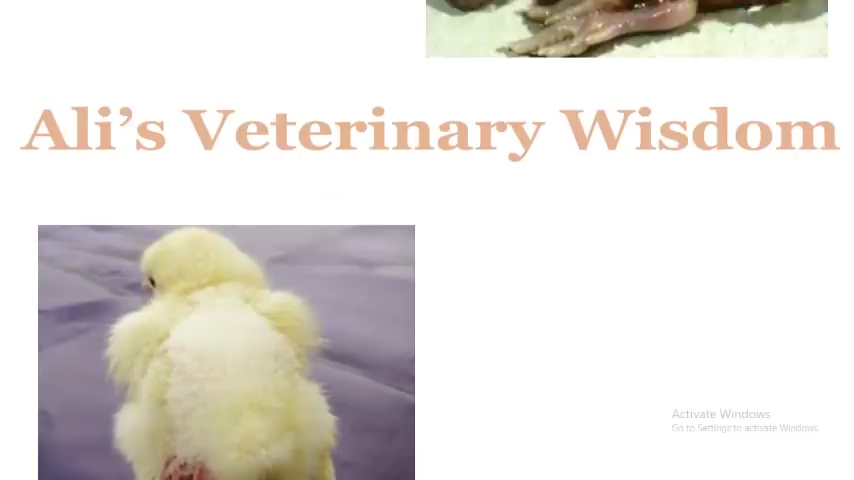 Ali’s Veterinary Wisdom
Activate Windows
Go to Settings to activate Windows.